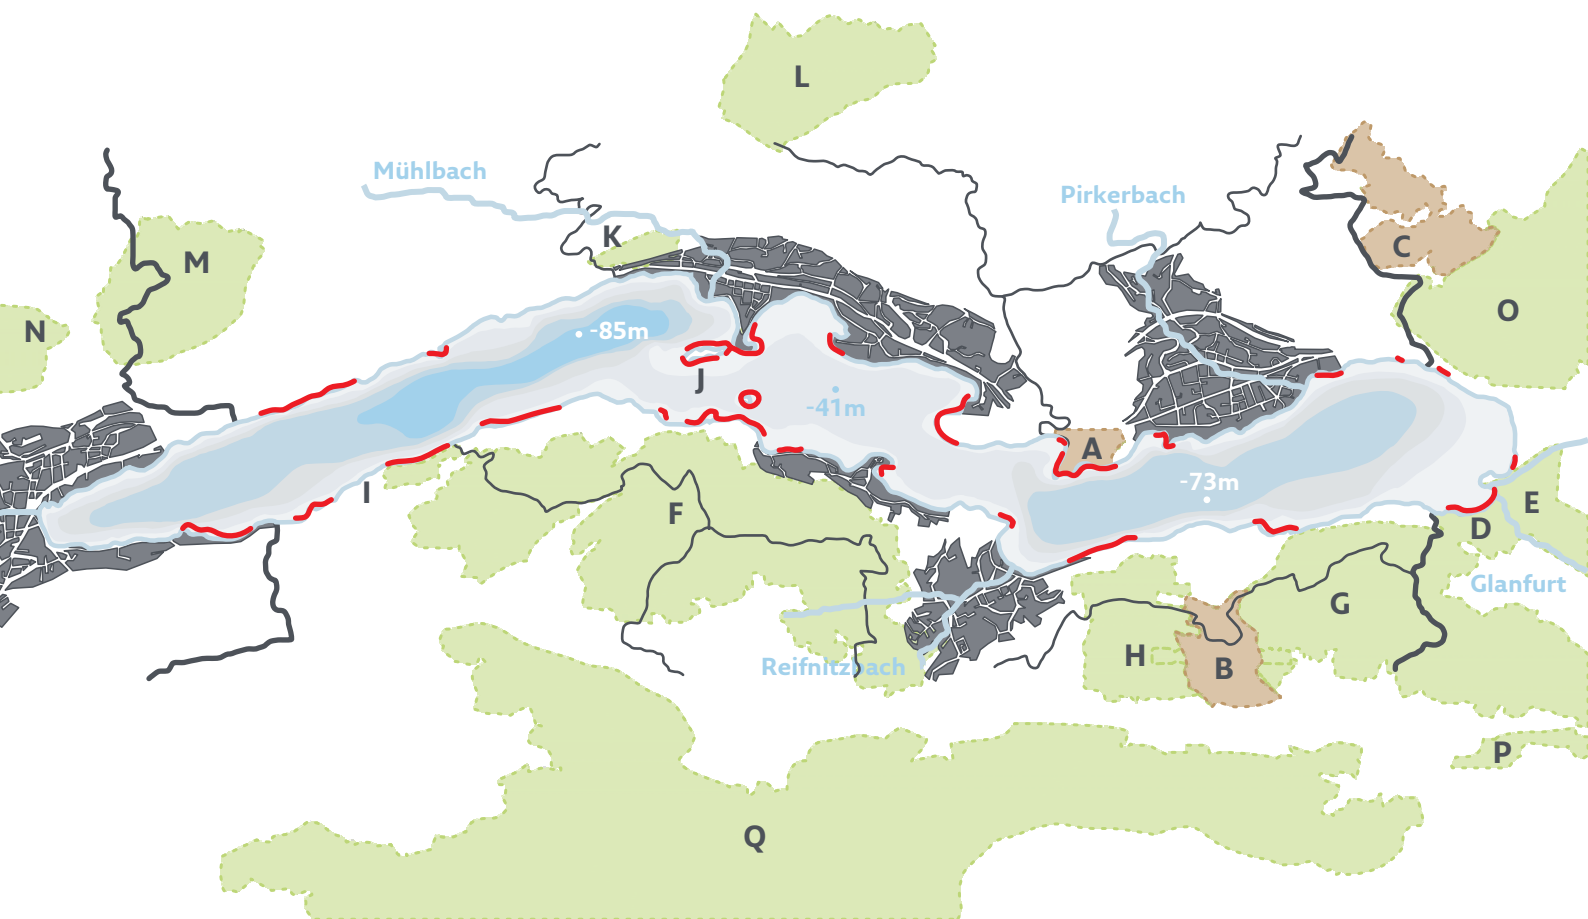 L
Mühlbach
Pirkerbach
K
C
M
O
N
-85m
J
-41m
A
-73m
I
E
F
D
Glanfurt
G
H
B
Reifnitzbach
P
Q